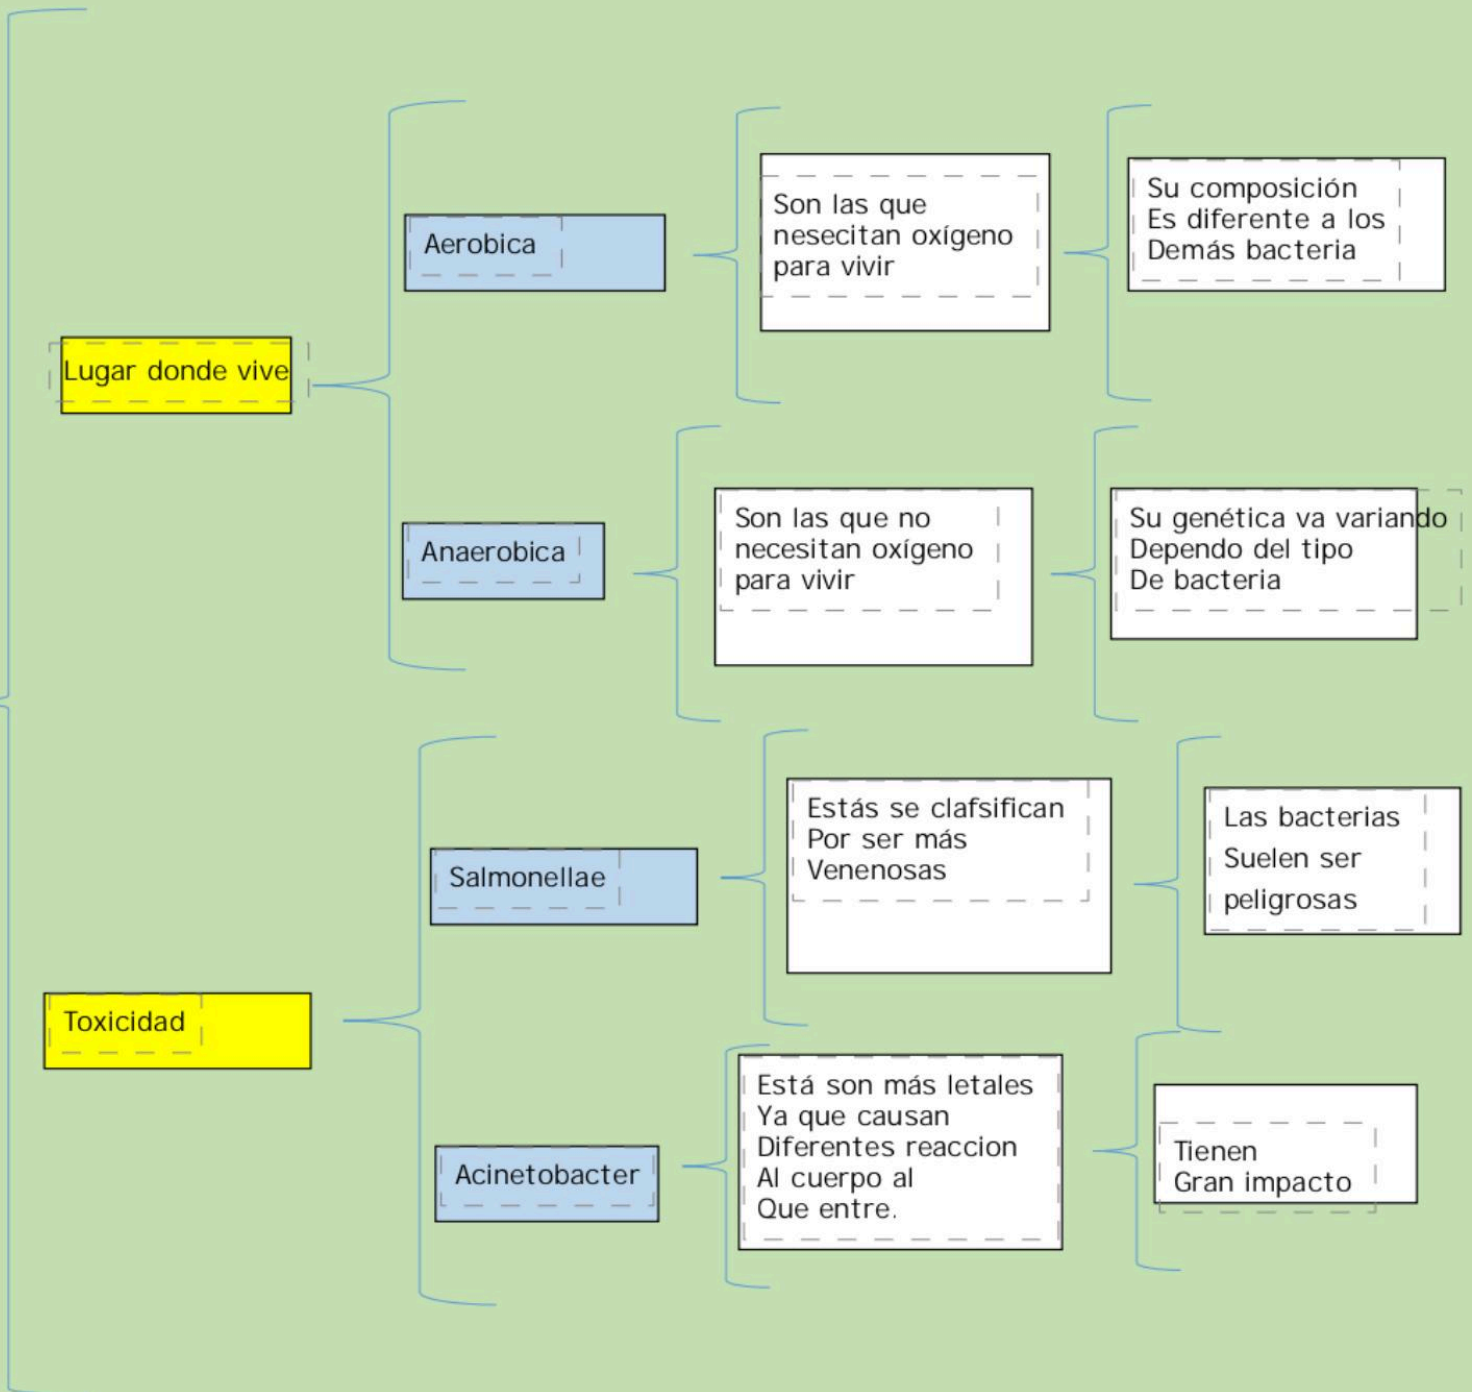 Lugar donde vive
Aerobica
Son las que
nesecitan oxígeno
para vivir
Su composición
Es diferente a los
Demás bacteria
Anaerobica
Son las que no
necesitan oxígeno
para vivir
Su genética va variando
Dependo del tipo
De bacteria
Toxicidad
Salmonellae
Estás se clafsifican
Por ser más
Venenosas
Las bacterias
Suelen ser
peligrosas
Acinetobacter
Está son más letales
Ya que causan
Diferentes reaccion
Al cuerpo al
Que entre.
Tienen
Gran impacto